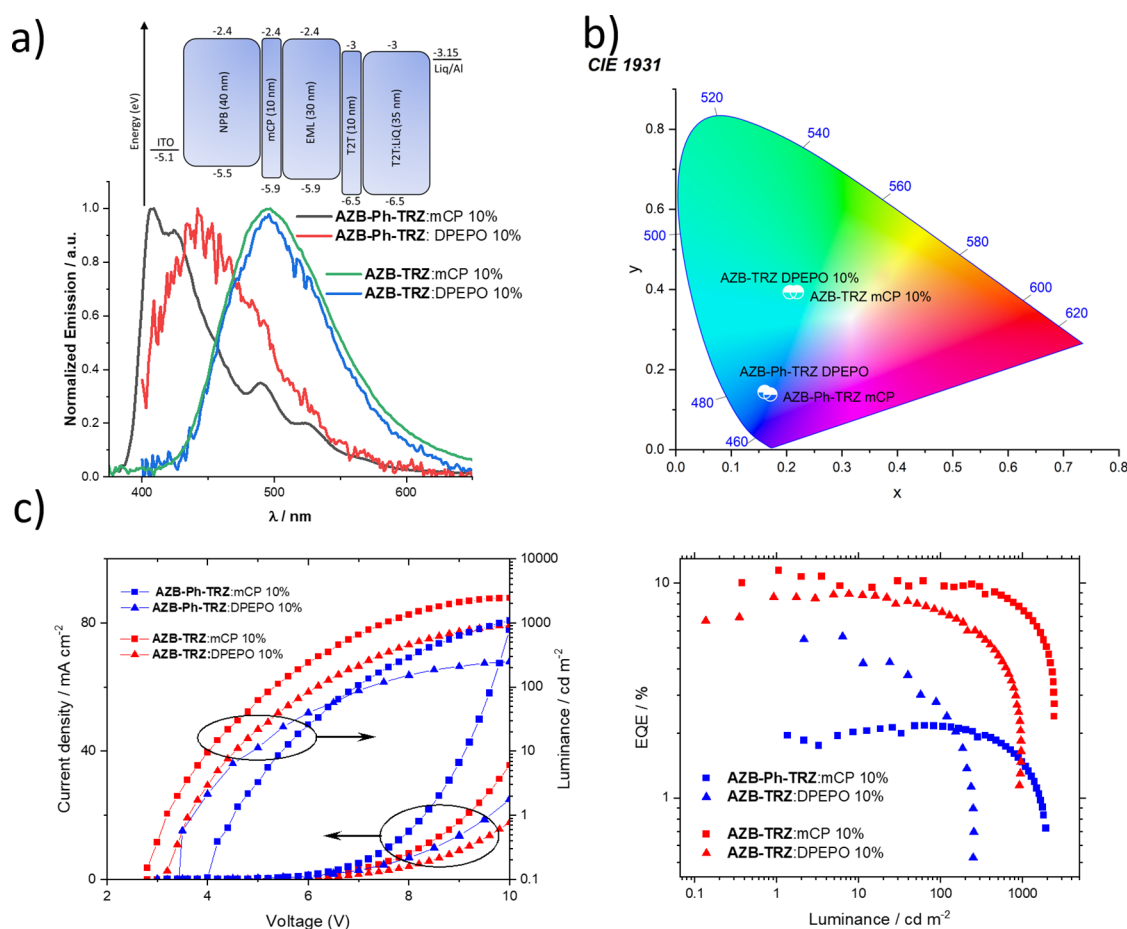 a)
-2.4
-2.4
-2.4
-3
-3
-3.15
Liq/Al
Energy (eV)
ITO
-5.1
NPB (40 nm)
mCP (10 nm)
EML (30 nm)
T2T (10 nm)
T2T:LiQ (35 nm)
-5.5
-5.9
-5.9
-6.5
-6.5
AZB-Ph-TRZ:mCP 10%
AZB-Ph-TRZ: DPEPO 10%
AZB-TRZ:mCP 10%
AZB-TRZ:DPEPO 10%
Normalized Emission / a.u.
1.0
0.8
0.6
0.4
0.2
0.0
400
500
600
λ / nm
b)
CIE 1931
520
540
560
500
580
600
620
480
460
AZB-TRZ DPEPO 10%
AZB-TRZ mCP 10%
AZB-Ph-TRZ DPEPO
AZB-Ph-TRZ mCP
y
0.8
0.6
0.4
0.2
0.0
0.0
0.1
0.2
0.3
0.4
0.5
0.6
0.7
0.8
x
c)
AZB-Ph-TRZ:mCP 10%
AZB-Ph-TRZ:DPEPO 10%
AZB-TRZ:mCP 10%
AZB-TRZ:DPEPO 10%
Current density / mA cm-2
0
40
80
2
4
6
8
10
Voltage (V)
10000
1000
100
10
1
0.1
Luminance / cd m-2
EQE / %
10
1
AZB-Ph-TRZ:mCP 10%
AZB-TRZ:DPEPO 10%
AZB-TRZ:mCP 10%
AZB-TRZ:DPEPO 10%
0.1
1
10
100
1000
Luminance / cd m-2